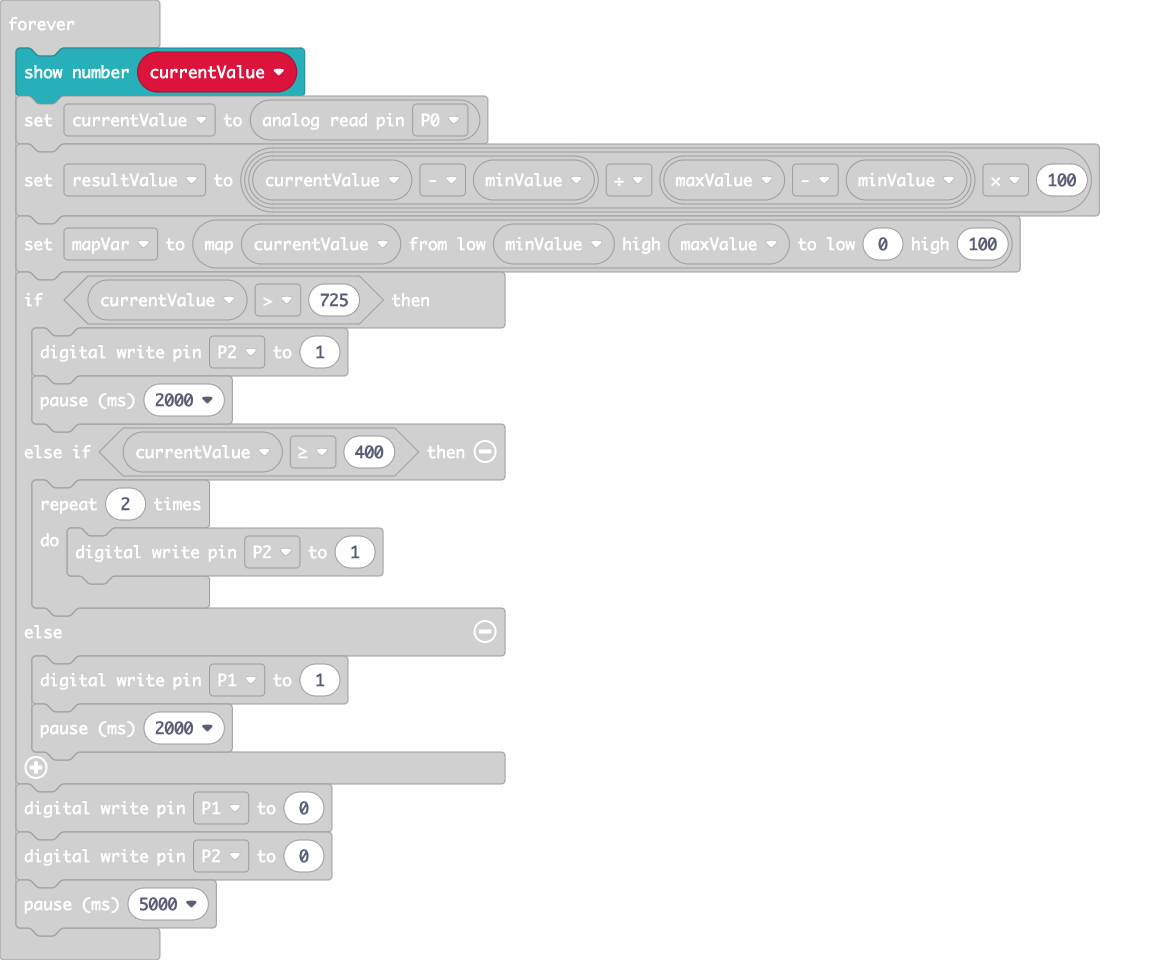 forever
show number currentValue
set currentValue to analog read pin P0
set resultValue to currentValue - minValue ÷ maxValue - minValue × 100
set mapVar to map currentValue from low minValue high maxValue to low 0 high 100
if currentValue > 725 then
digital write pin P2 to 1
pause (ms) 2000
else if currentValue ≥ 400 then
repeat 2 times
do digital write pin P2 to 1
else
digital write pin P1 to 1
pause (ms) 2000
digital write pin P1 to 0
digital write pin P2 to 0
pause (ms) 5000